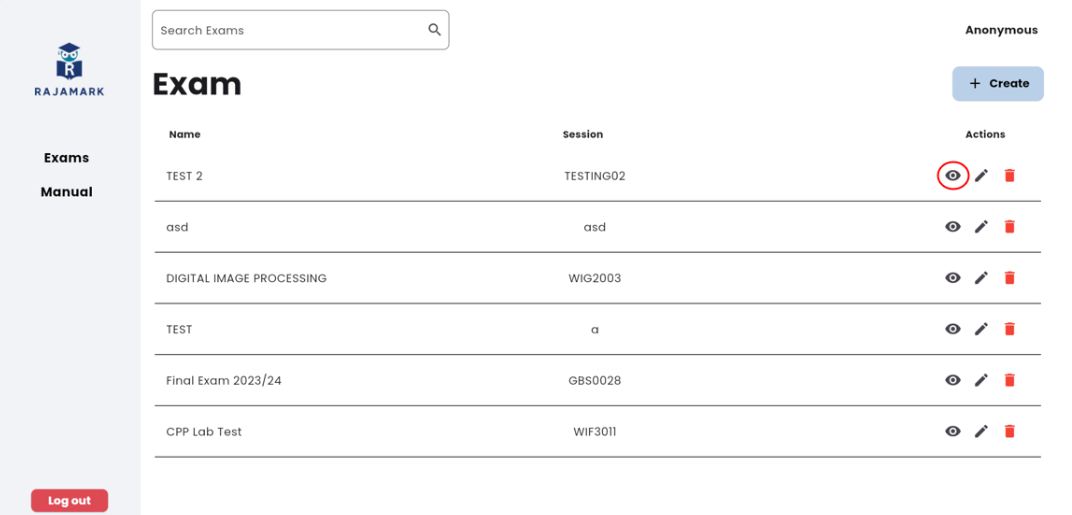 Search Exams
Anonymous
R
RAJAMARK
Exam
+ Create
Name Session Actions
Exams
Manual
TEST 2 TESTING02
asd asd
DIGITAL IMAGE PROCESSING WIG2003
TEST a
Final Exam 2023/24 GBS0028
CPP Lab Test WIF3011
Log out